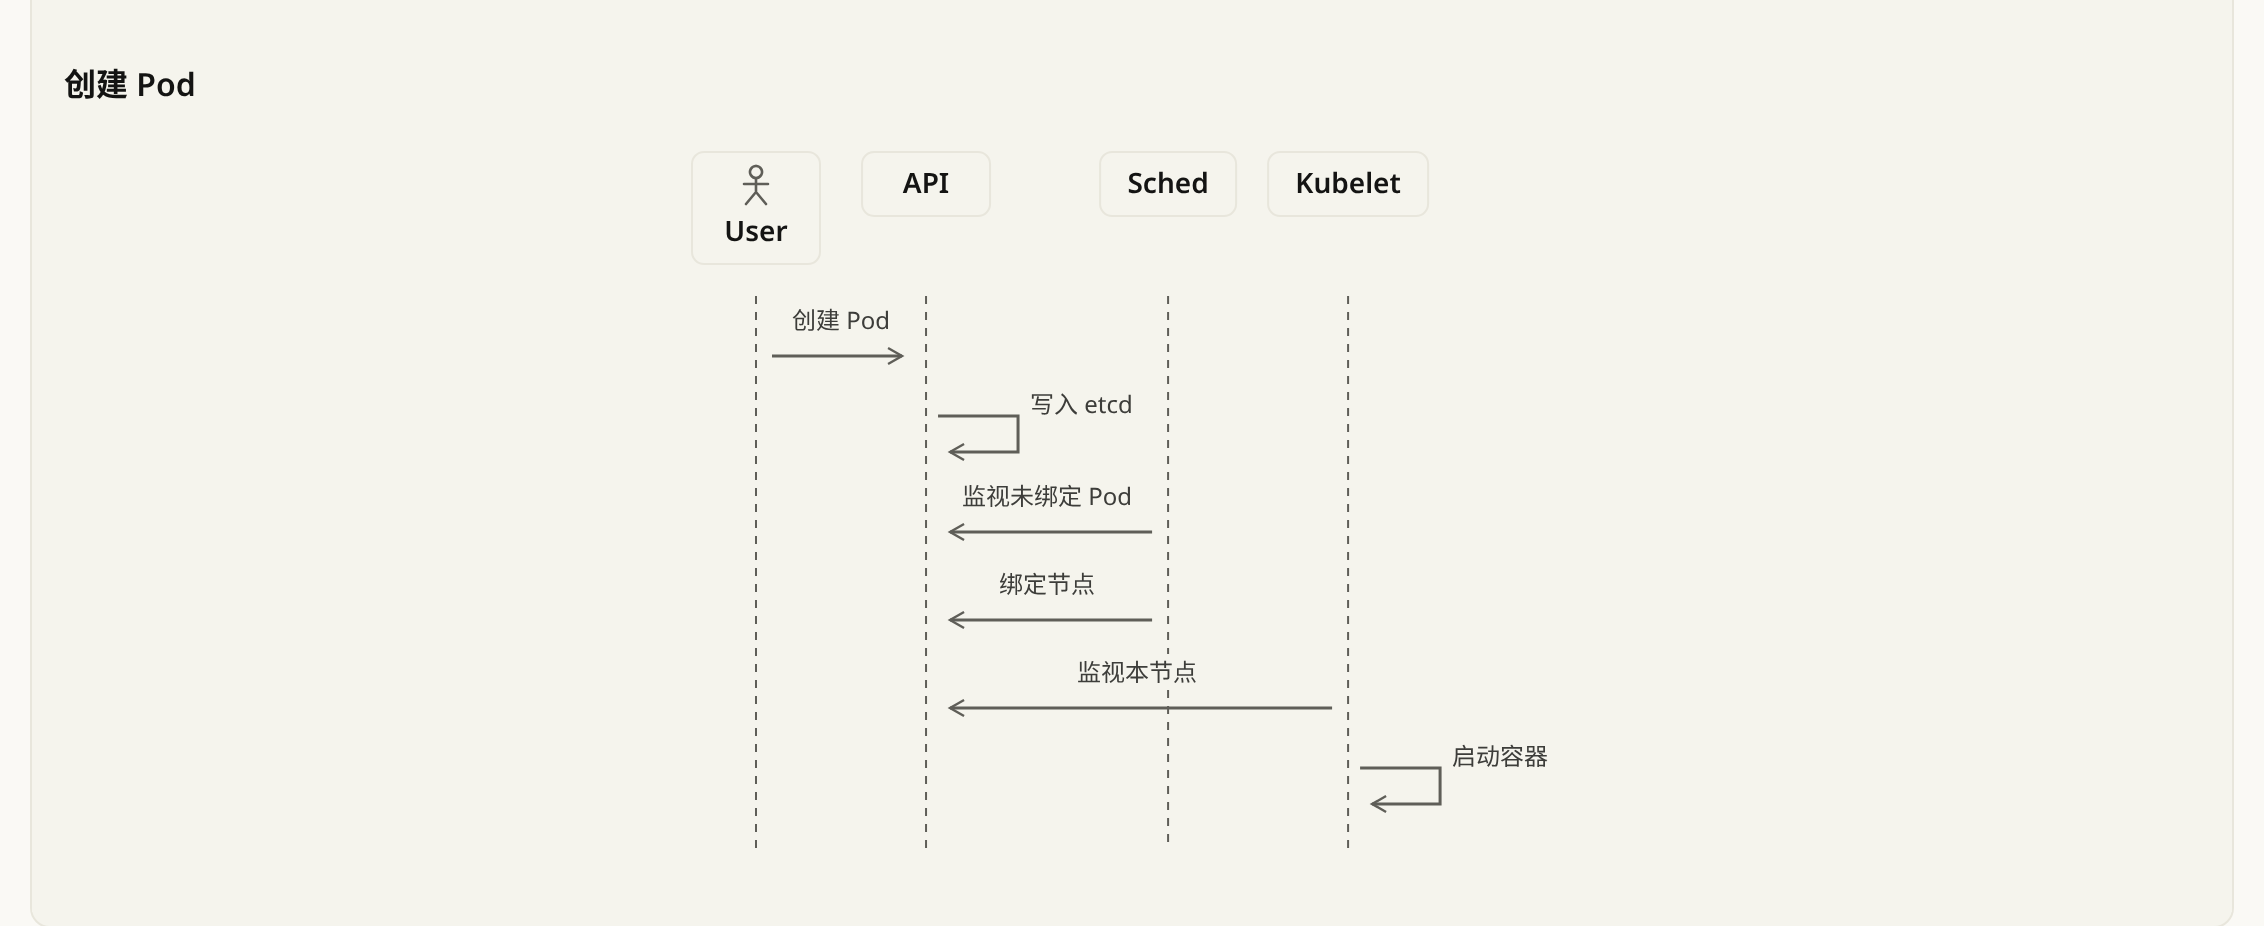 创建 Pod
User
API
Sched
Kubelet
创建 Pod
写入 etcd
监视未绑定 Pod
绑定节点
监视本节点
启动容器